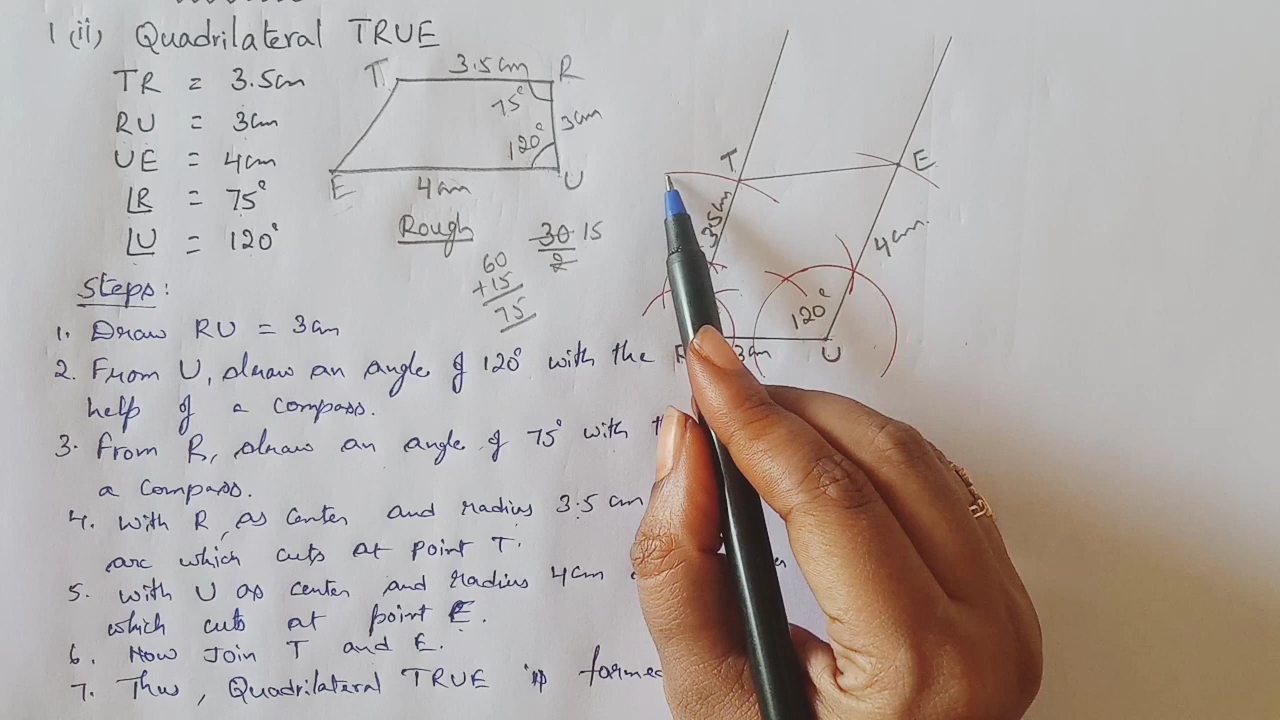 1 (ii) Quadrilateral TRUE
TR = 3.5cm
RU = 3cm
UE = 4cm
∠R = 75°
∠U = 120°
T 3.5cm R
75°
3cm
120°
E 4cm U
Rough
30 15
2
60
+15
75
Steps:
1. Draw RU = 3cm
2. From U, draw an angle of 120° with the
help of a compass.
3. From R, draw an angle of 75° with
a compass.
4. with R as center and radius 3.5 cm
arc which cuts at point T.
5. with U as center and radius 4cm
which cuts at point E.
6. Now Join T and E.
7. Thus, Quadrilateral TRUE is
T E
3.5cm 4cm.
120°
3cm U